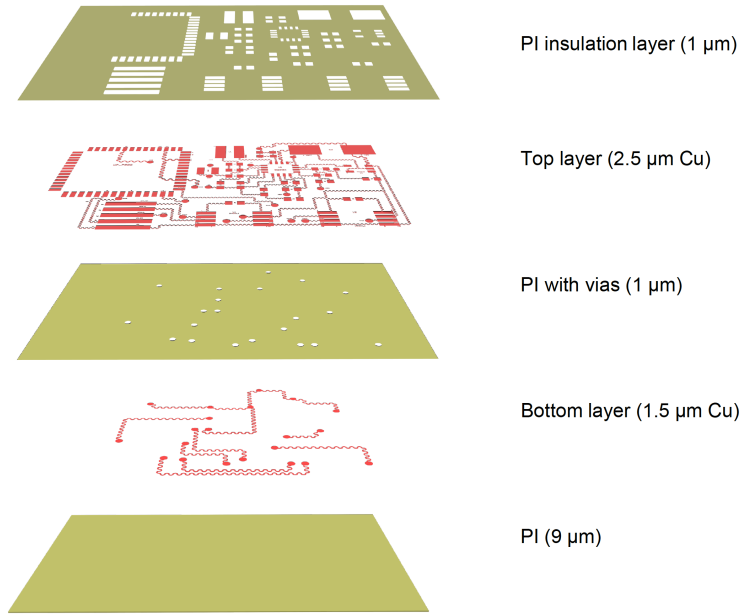 PI insulation layer (1 µm)
Top layer (2.5 µm Cu)
PI with vias (1 µm)
Bottom layer (1.5 µm Cu)
PI (9 µm)